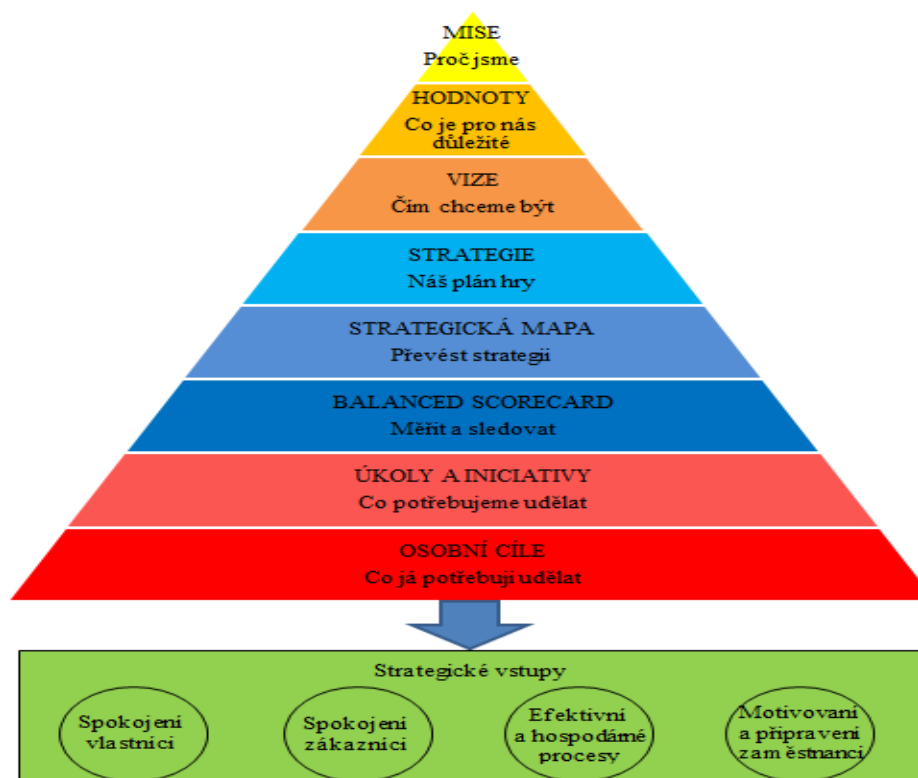 MISE
Proč jsme
HODNOTY
Co je pro nás
důležité
VIZE
Čím chceme být
STRATEGIE
Náš plán hry
STRATEGICKÁ MAPA
Převést strategii
BALANCED SCORECARD
Měřit a sledovat
ÚKOLY A INICIATIVY
Co potřebujeme udělat
OSOBNÍ CÍLE
Co já potřebuji udělat
Strategické vstupy
Spokojení
vlastníci
Spokojení
zákazníci
Efektivní
a hospodárné
procesy
Motivovaní
a připravení
zaměstnanci